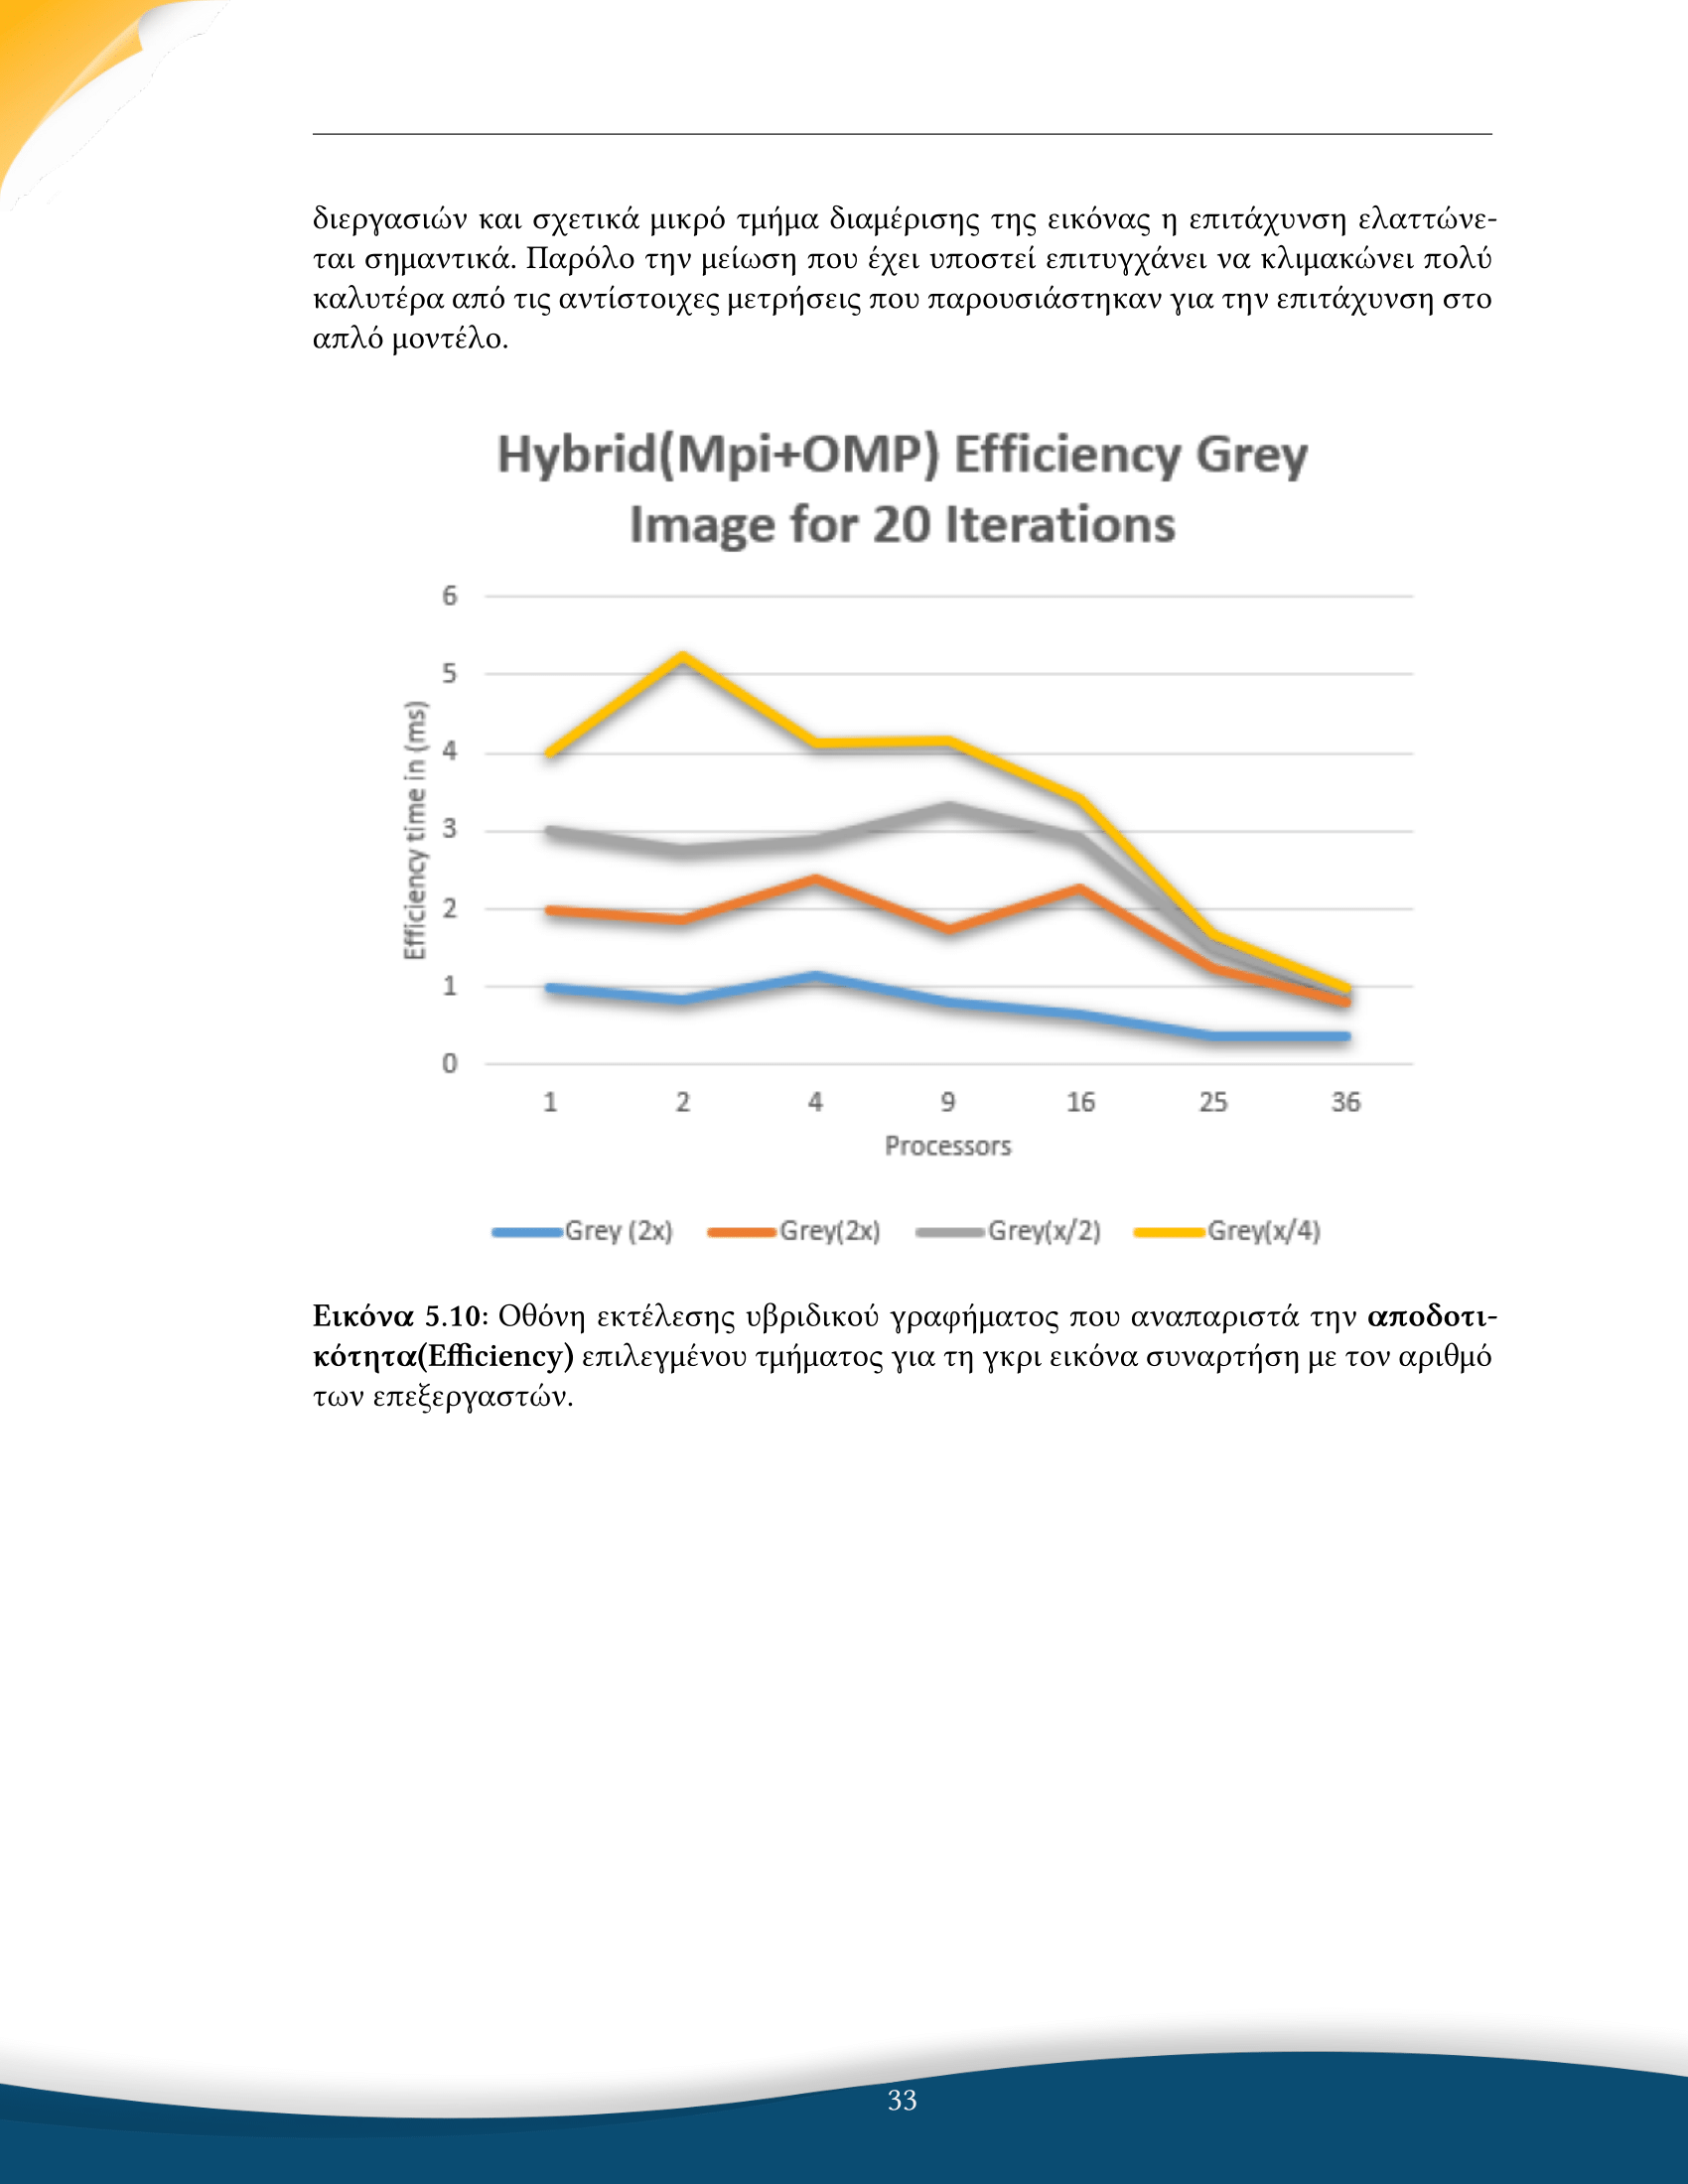 διεργασιών και σχετικά μικρό τμήμα διαμέρισης της εικόνας η επιτάχυνση ελαττώνε-
ται σημαντικά. Παρόλο την μείωση που έχει υποστεί επιτυγχάνει να κλιμακώνει πολύ
καλυτέρα από τις αντίστοιχες μετρήσεις που παρουσιάστηκαν για την επιτάχυνση στο
απλό μοντέλο.
Hybrid(Mpi+OMP) Efficiency Grey
Image for 20 Iterations
Efficiency time in (ms)
6
5
4
3
2
1
0
1 2 4 9 16 25 36
Processors
Grey (2x) Grey(2x) Grey(x/2) Grey(x/4)
Εικόνα 5.10: Οθόνη εκτέλεσης υβριδικού γραφήματος που αναπαριστά την αποδοτι-
κότητα(Efficiency) επιλεγμένου τμήματος για τη γκρι εικόνα συναρτήση με τον αριθμό
των επεξεργαστών.
33